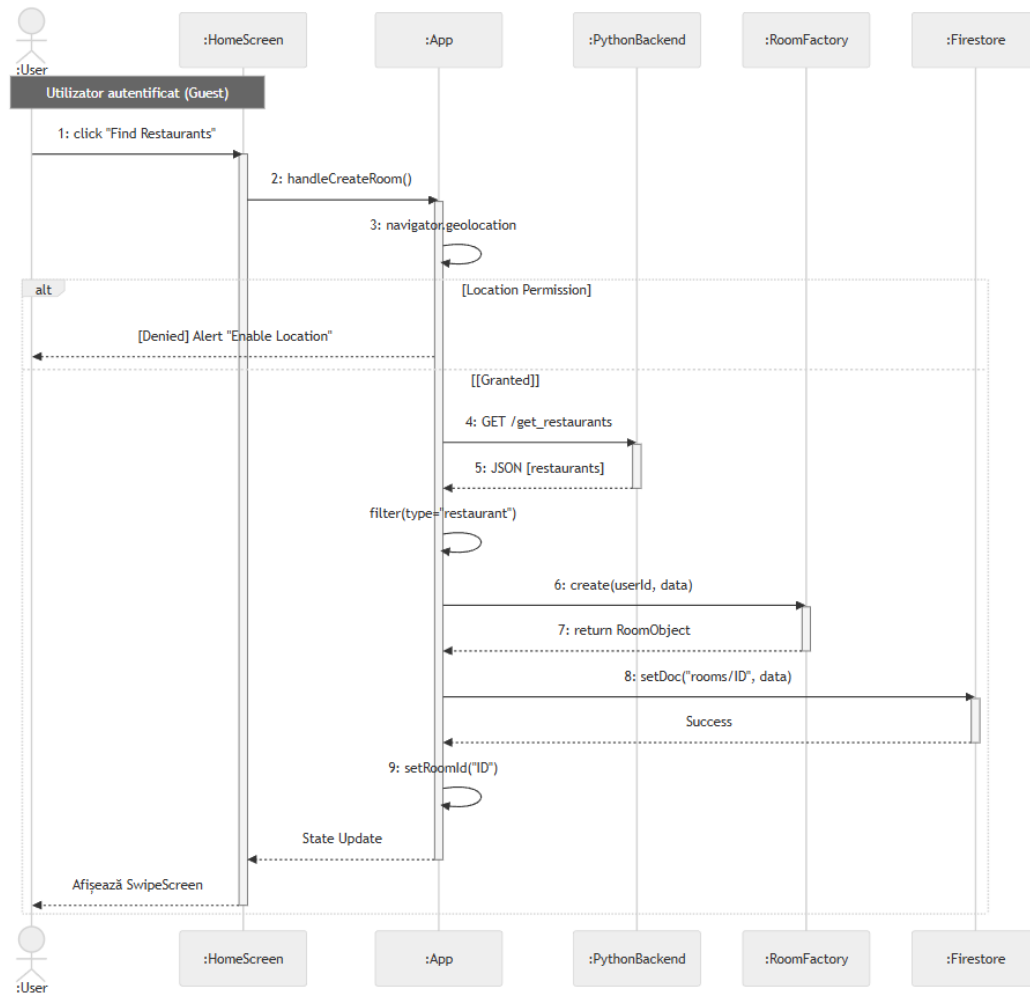 :HomeScreen
:App
:PythonBackend
:RoomFactory
:Firestore
:User
Utilizator autentificat (Guest)
1: click "Find Restaurants"
2: handleCreateRoom()
3: navigator.geolocation
alt
[Location Permission]
[Denied] Alert "Enable Location"
[[Granted]]
4: GET /get_restaurants
5: JSON [restaurants]
filter(type="restaurant")
6: create(userId, data)
7: return RoomObject
8: setDoc("rooms/ID", data)
Success
9: setRoomId("ID")
State Update
Afișează SwipeScreen
:HomeScreen
:App
:PythonBackend
:RoomFactory
:Firestore
:User